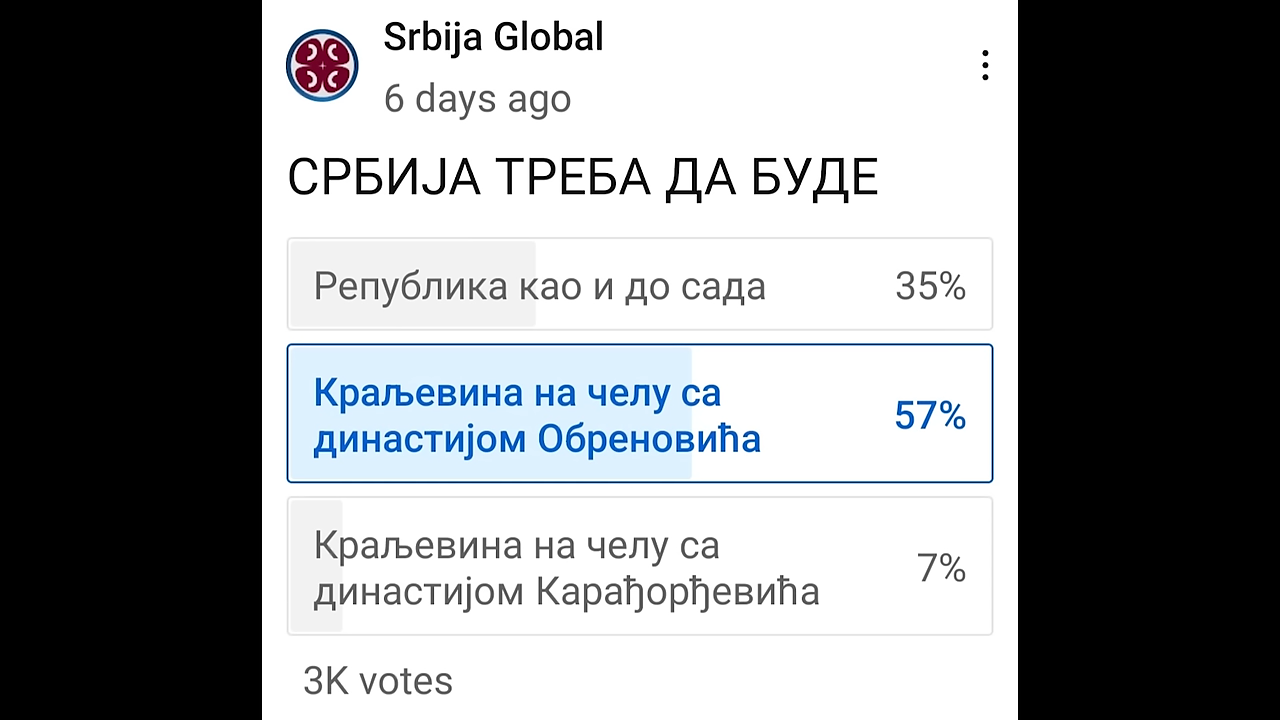 Srbija Global
6 days ago
СРБИЈА ТРЕБА ДА БУДЕ
Република као и до сада 35%
Краљевина на челу са
династијом Обреновића 57%
Краљевина на челу са
династијом Карађорђевића 7%
3K votes